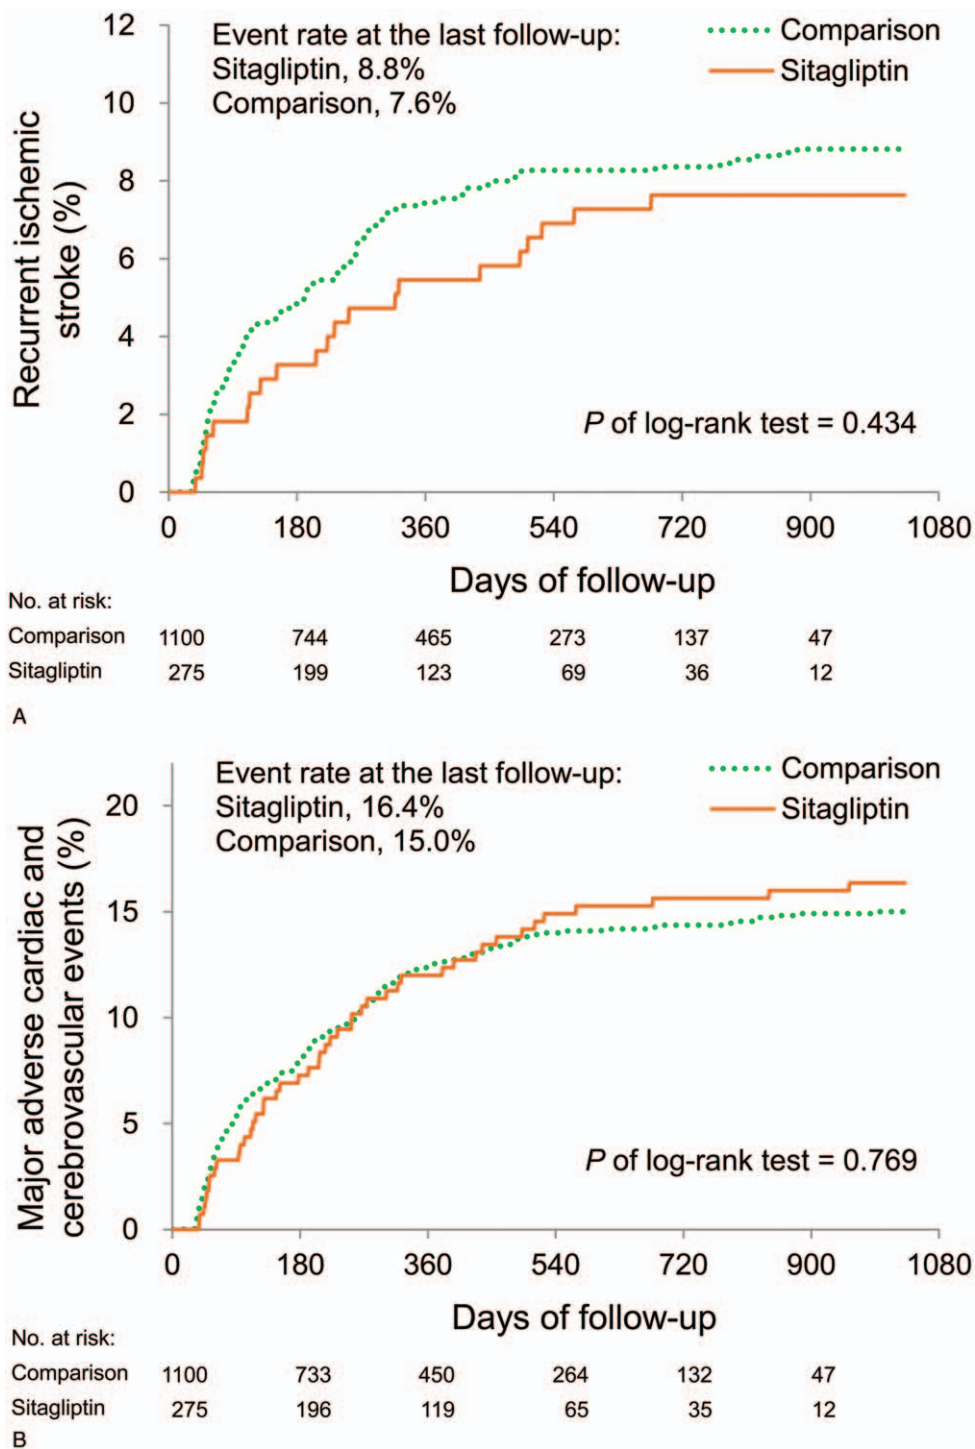 12
10
8
6
4
2
0
Recurrent ischemic
stroke (%)
Event rate at the last follow-up:
Sitagliptin, 8.8%
Comparison, 7.6%
Comparison
Sitagliptin
P of log-rank test = 0.434
0 180 360 540 720 900 1080
Days of follow-up
No. at risk:
Comparison 1100 744 465 273 137 47
Sitagliptin 275 199 123 69 36 12
A
20
15
10
5
0
Major adverse cardiac and
cerebrovascular events (%)
Event rate at the last follow-up:
Sitagliptin, 16.4%
Comparison, 15.0%
Comparison
Sitagliptin
P of log-rank test = 0.769
0 180 360 540 720 900 1080
Days of follow-up
No. at risk:
Comparison 1100 733 450 264 132 47
Sitagliptin 275 196 119 65 35 12
B